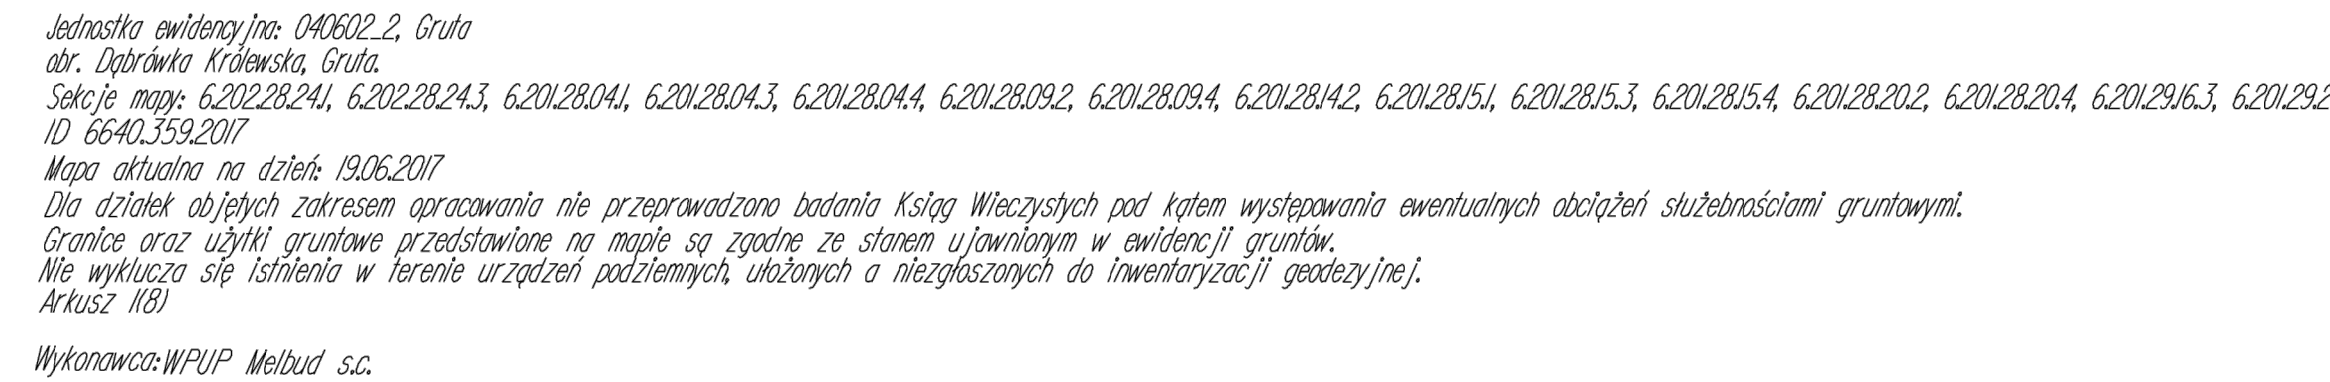 Jednostka ewidencyjna: 040602_2, Gruta
obr. Dąbrówka Królewska, Gruta.
Sekcje mapy: 6.202.28.24.1, 6.202.28.24.3, 6.201.28.04.1, 6.201.28.04.3, 6.201.28.04.4, 6.201.28.09.2, 6.201.28.09.4, 6.201.28.14.2, 6.201.28.15.1, 6.201.28.15.3, 6.201.28.15.4, 6.201.28.20.2, 6.201.28.20.4, 6.201.29.16.3, 6.201.29.2
ID 6640.359.2017
Mapa aktualna na dzień: 19.06.2017
Dla działek objętych zakresem opracowania nie przeprowadzono badania Ksiąg Wieczystych pod kątem występowania ewentualnych obciążeń służebnościami gruntowymi.
Granice oraz użytki gruntowe przedstawione na mapie są zgodne ze stanem ujawnionym w ewidencji gruntów.
Nie wyklucza się istnienia w terenie urządzeń podziemnych, ułożonych a niezgłoszonych do inwentaryzacji geodezyjnej.
Arkusz 1(8)
Wykonawca: WPUP Melbud s.c.